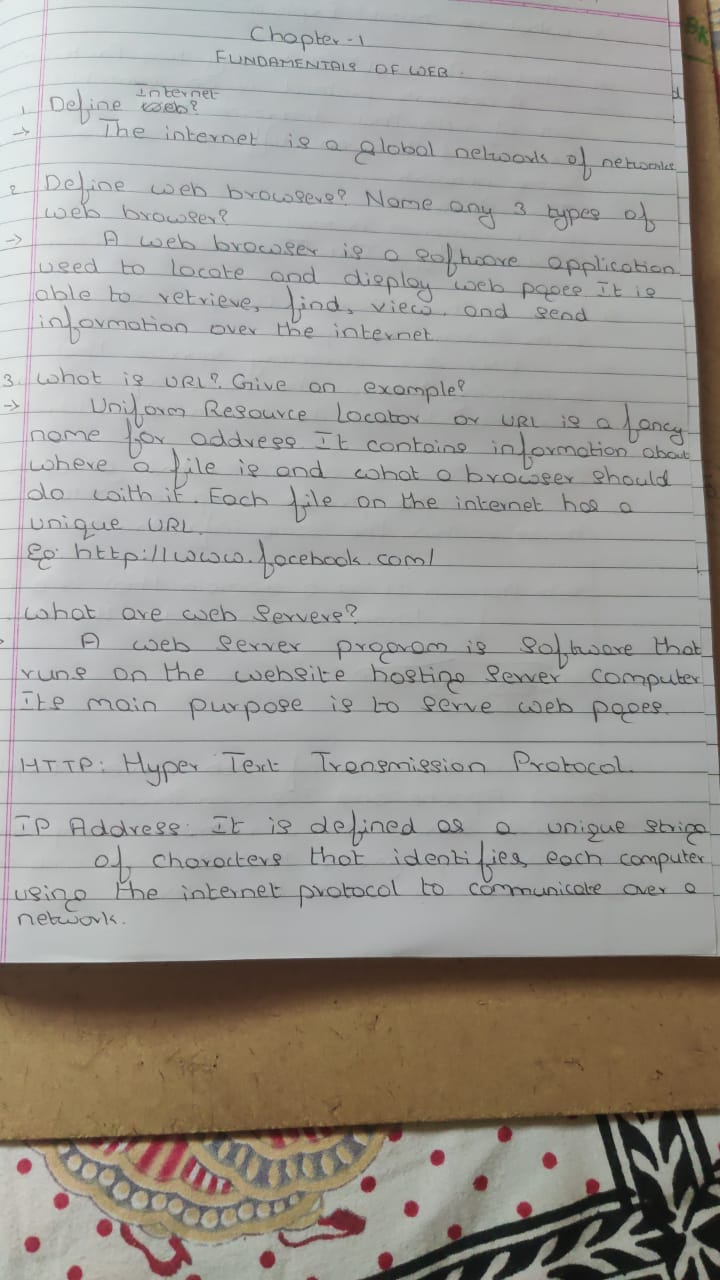 Chapter-1
FUNDAMENTALS OF WEB.
Internet
1. Define web?
→ The internet is a global network of networks
2. Define web browsers? Name any 3 types of
web browser?
→ A web browser is a software application
used to locate and display web pages It is
able to retrieve, find, view, and send
information over the internet.
3. What is URL? Give an example?
→ Uniform Resource Locator or URL is a fancy
name for address It contains information about
where a file is and what a browser should
do with it. Each file on the internet has a
unique URL.
Eg: http://www.facebook.com/
What are web servers?
A web server program is software that
runs on the website hosting server computer
Its main purpose is to serve web pages.
HTTP: Hyper Text Transmission Protocol.
IP Address: It is defined as a unique string
of characters that identifies each computer
using the internet protocol to communicate over a
network.